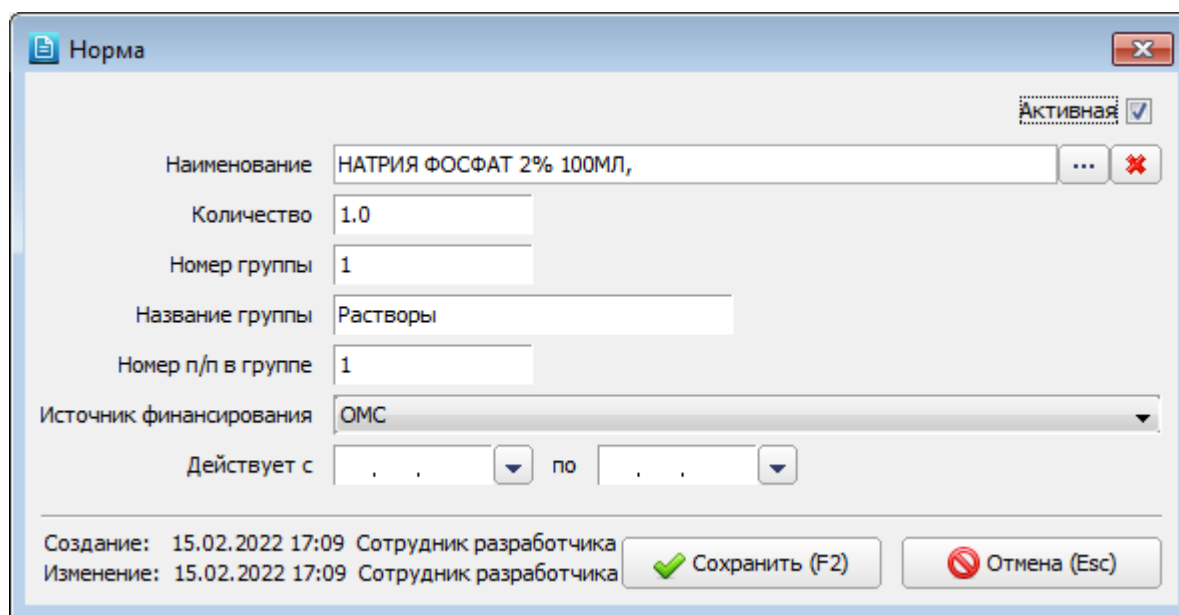 Норма
Активная
Наименование НАТРИЯ ФОСФАТ 2% 100МЛ, ...
Количество 1.0
Номер группы 1
Название группы Растворы
Номер п/п в группе 1
Источник финансирования ОМС
Действует с . . по . .
Создание: 15.02.2022 17:09 Сотрудник разработчика
Изменение: 15.02.2022 17:09 Сотрудник разработчика
Сохранить (F2) Отмена (Esc)